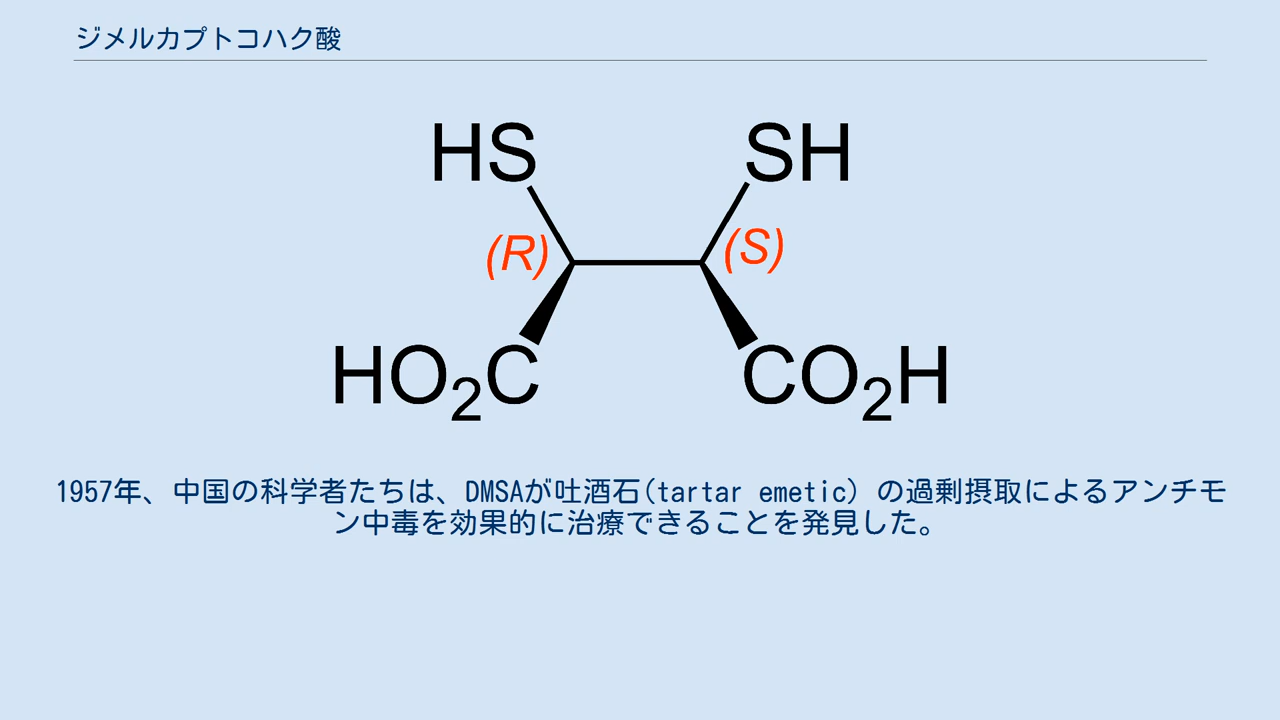 ジメルカプトコハク酸
HS SH
(R) (S)
HO2C CO2H
1957年、中国の科学者たちは、DMSAが吐酒石(tartar emetic) の過剰摂取によるアンチモ
ン中毒を効果的に治療できることを発見した。